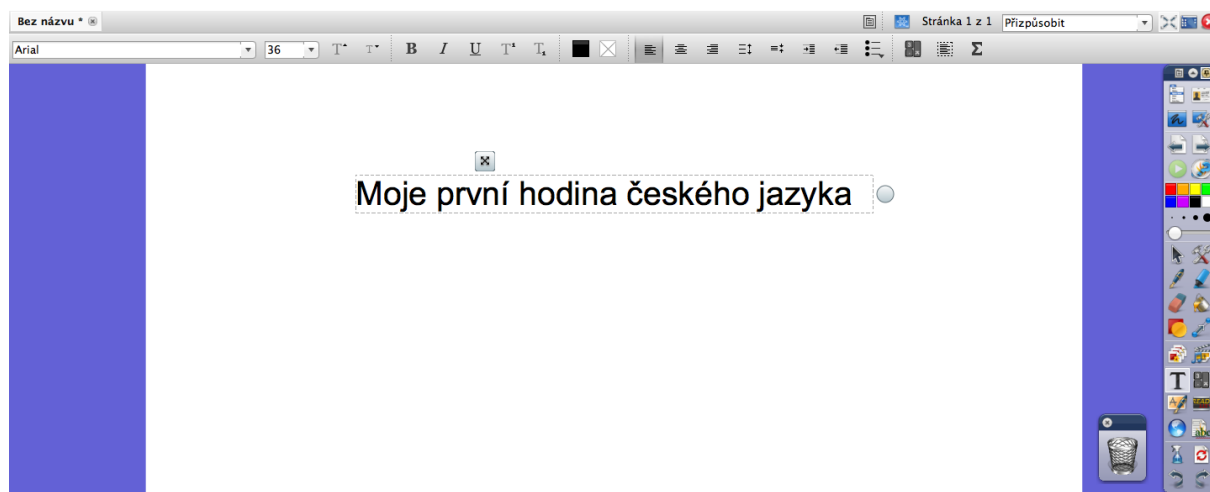 Bez názvu *
Stránka 1 z 1
Přizpůsobit
Arial
36
Moje první hodina českého jazyka